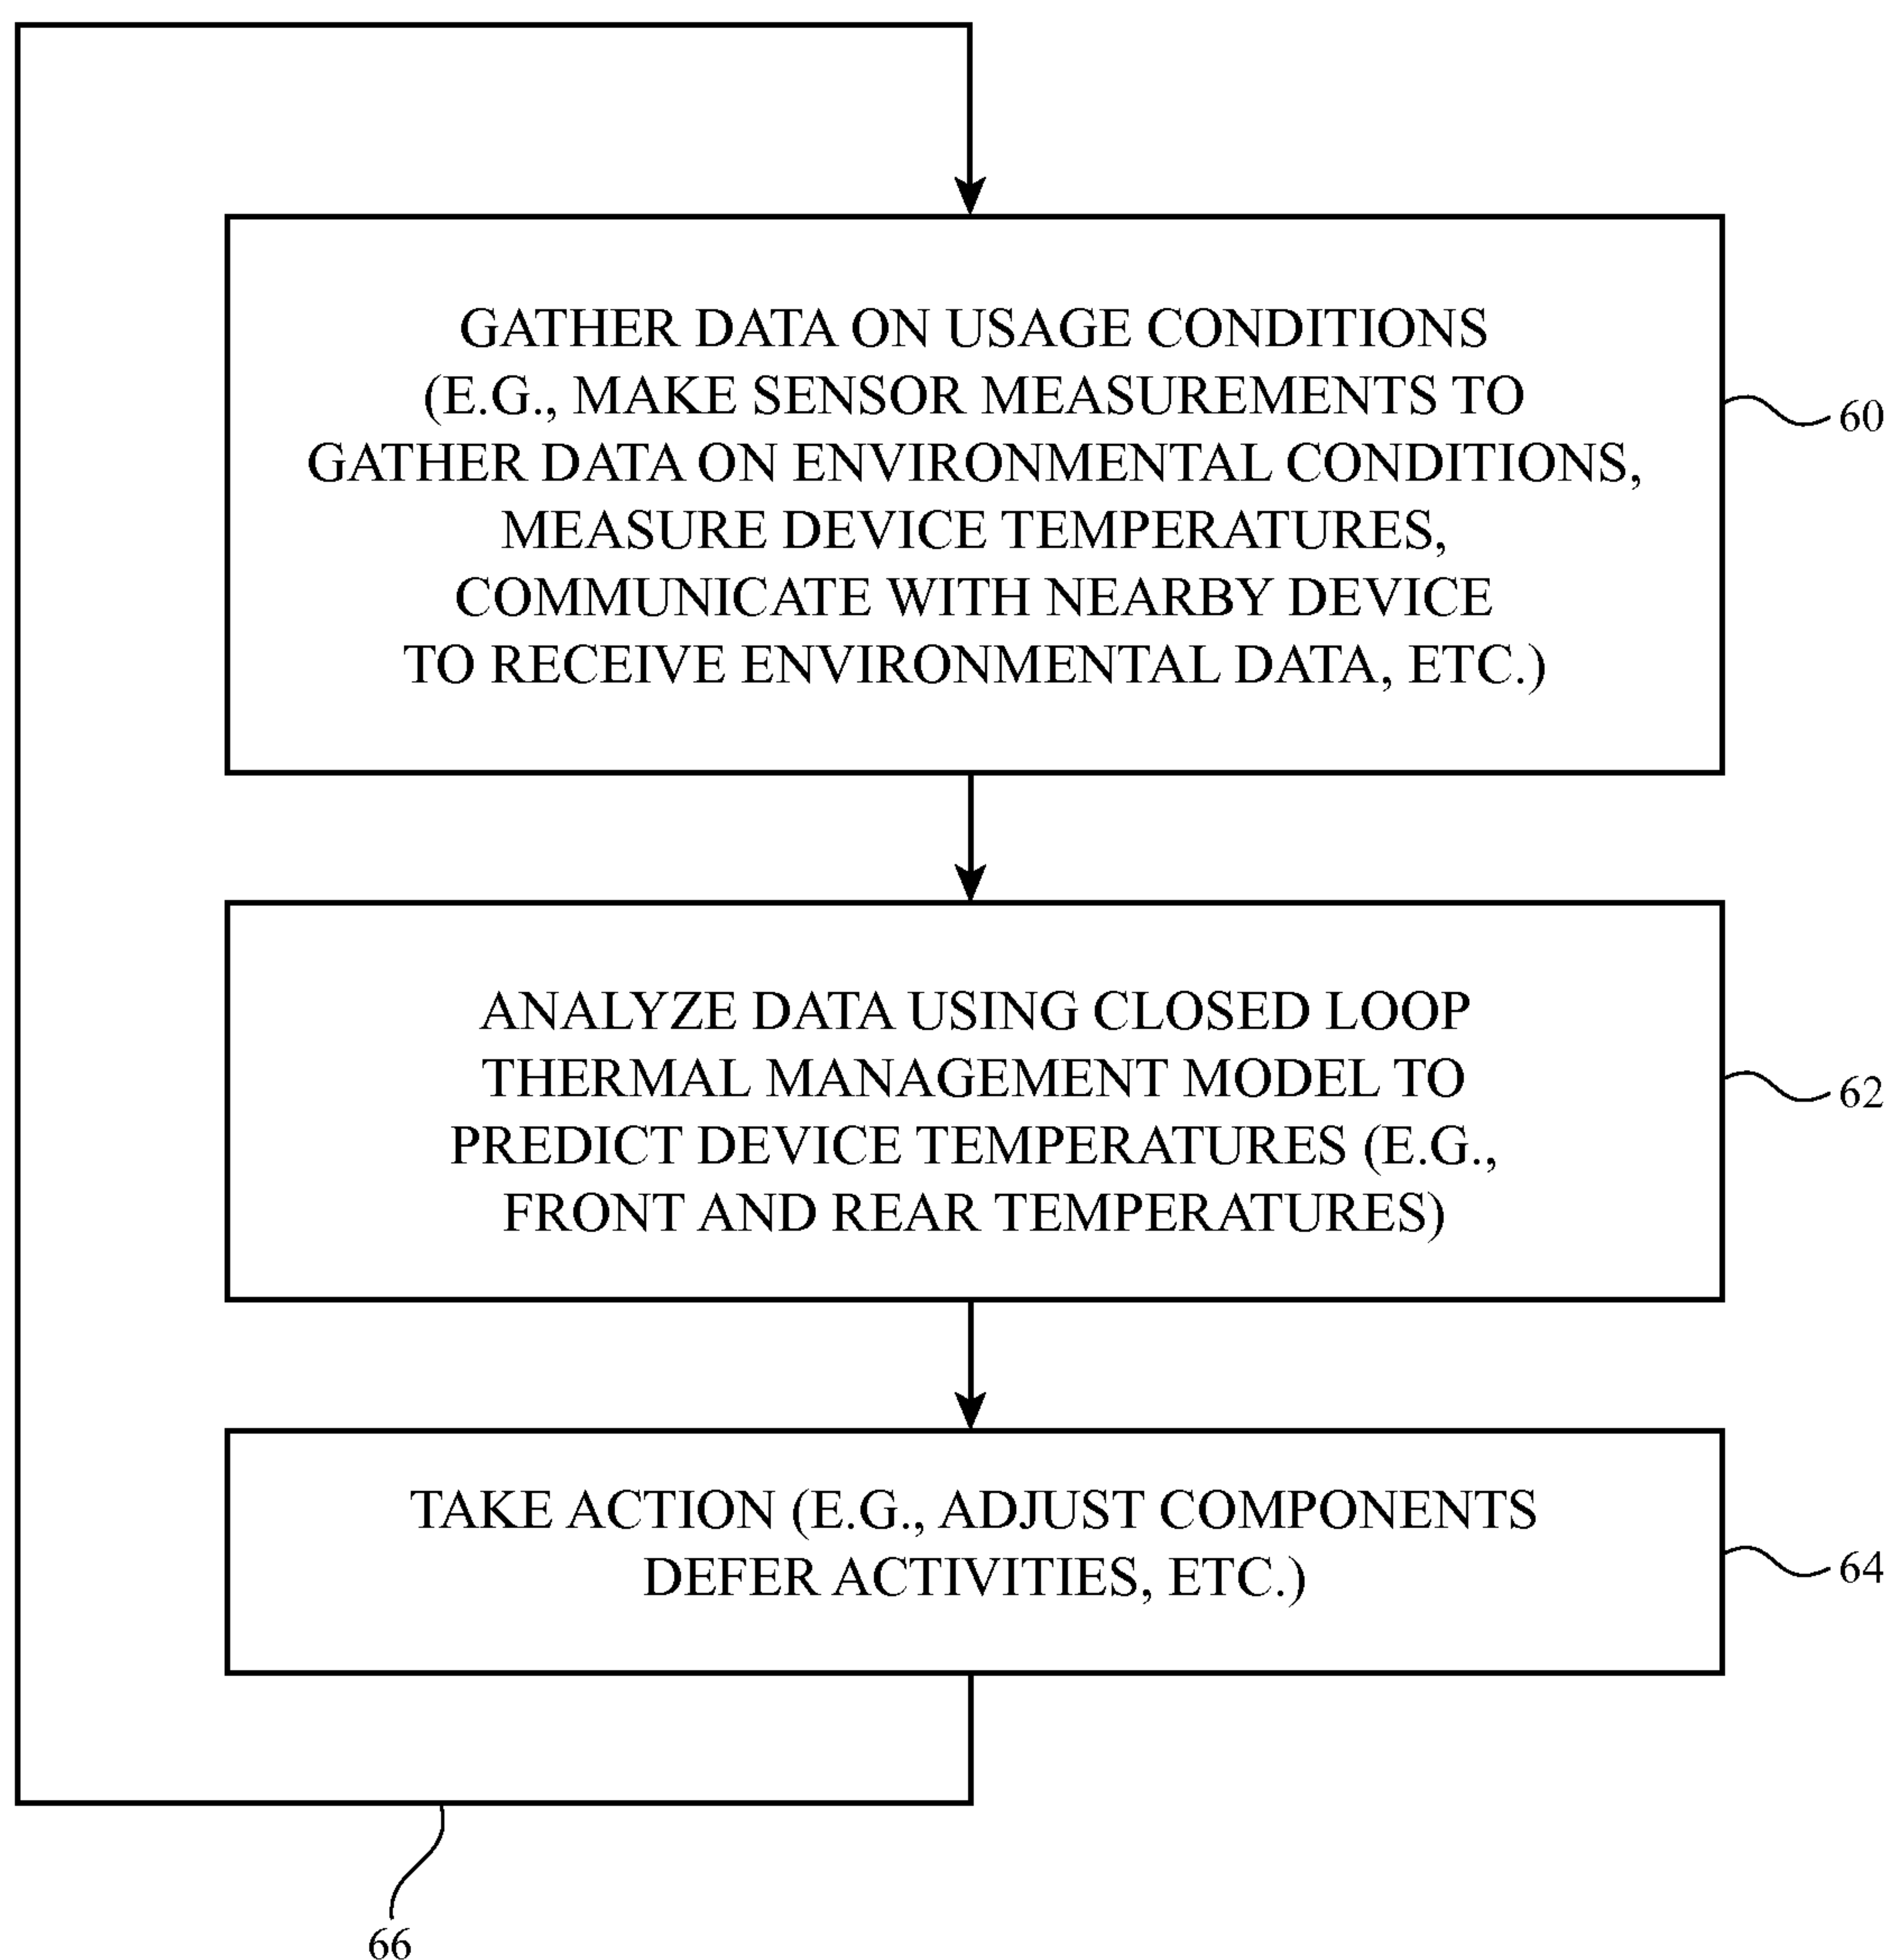 GATHER DATA ON USAGE CONDITIONS
(E.G., MAKE SENSOR MEASUREMENTS TO
GATHER DATA ON ENVIRONMENTAL CONDITIONS,
MEASURE DEVICE TEMPERATURES,
COMMUNICATE WITH NEARBY DEVICE
TO RECEIVE ENVIRONMENTAL DATA, ETC.)
60
ANALYZE DATA USING CLOSED LOOP
THERMAL MANAGEMENT MODEL TO
PREDICT DEVICE TEMPERATURES (E.G.,
FRONT AND REAR TEMPERATURES)
62
TAKE ACTION (E.G., ADJUST COMPONENTS
DEFER ACTIVITIES, ETC.)
64
66